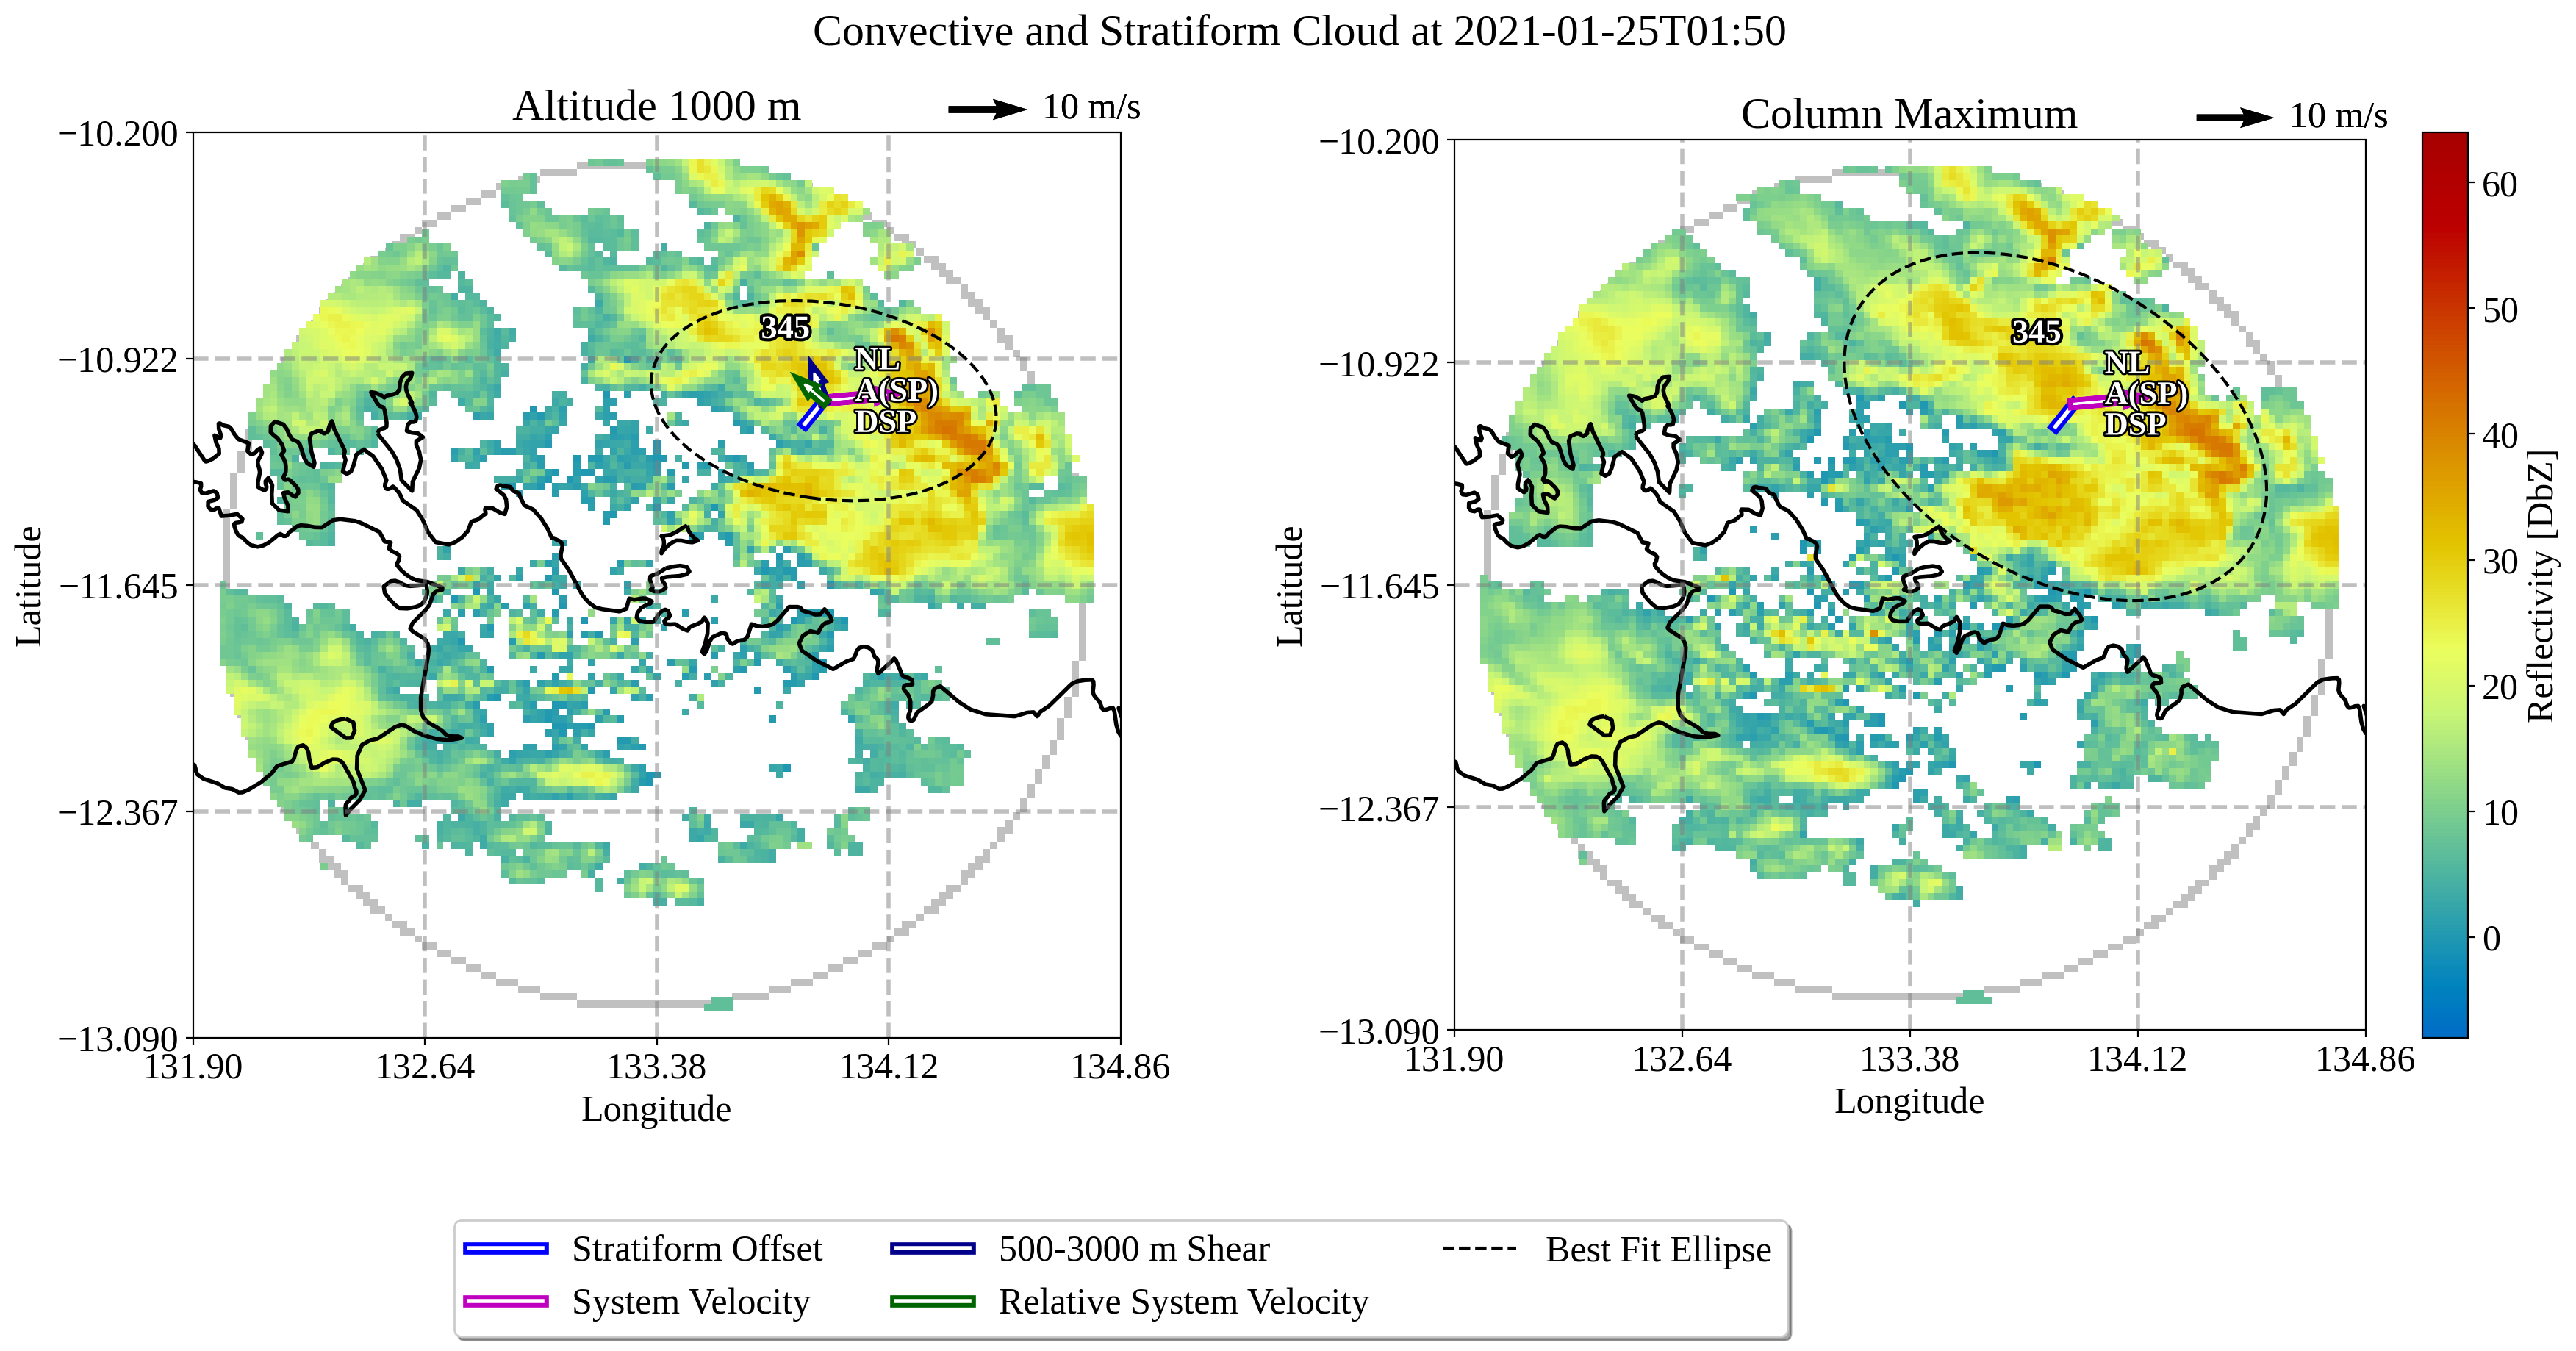 Convective and Stratiform Cloud at 2021-01-25T01:50
Altitude 1000 m
10 m/s
−10.200
−10.922
−11.645
−12.367
−13.090
Latitude
345
NL
A(SP)
DSP
131.90
132.64
133.38
134.12
134.86
Longitude
Column Maximum
10 m/s
−10.200
−10.922
−11.645
−12.367
−13.090
Latitude
345
NL
A(SP)
DSP
131.90
132.64
133.38
134.12
134.86
Longitude
60
50
40
30
20
10
0
Reflectivity [DbZ]
Stratiform Offset
System Velocity
500-3000 m Shear
Relative System Velocity
Best Fit Ellipse